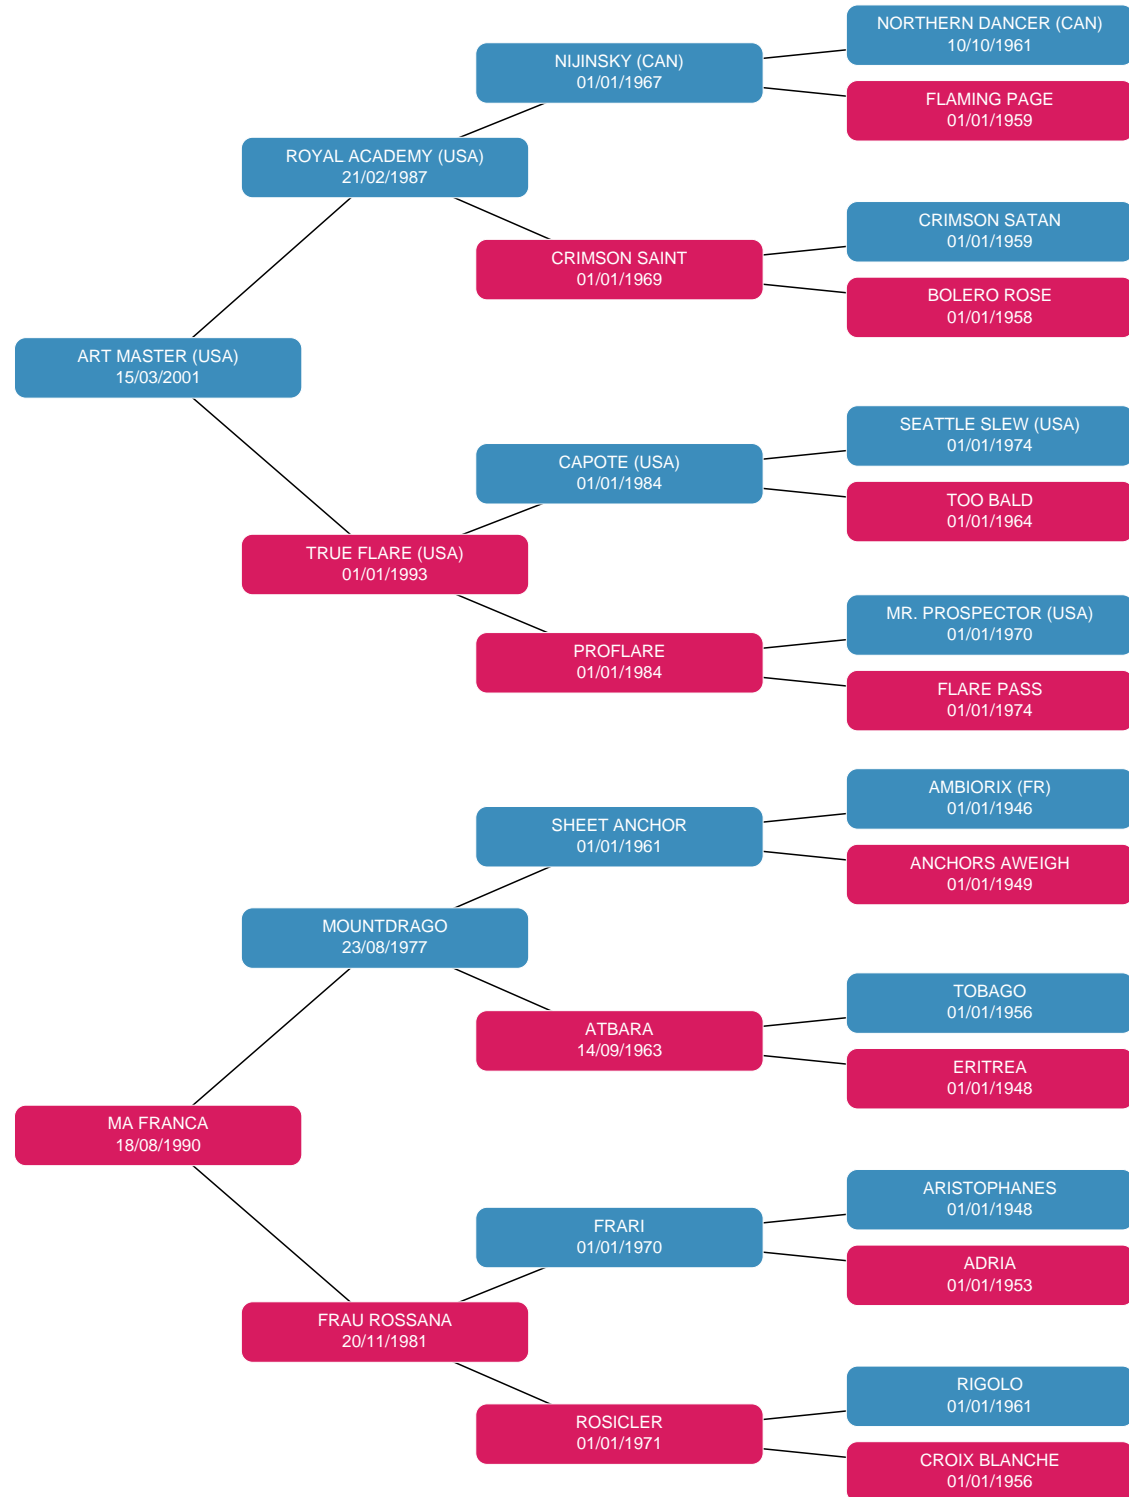 NORTHERN DANCER (CAN)
10/10/1961
NIJINSKY (CAN)
01/01/1967
FLAMING PAGE
01/01/1959
ROYAL ACADEMY (USA)
21/02/1987
CRIMSON SATAN
01/01/1959
CRIMSON SAINT
01/01/1969
BOLERO ROSE
01/01/1958
ART MASTER (USA)
15/03/2001
SEATTLE SLEW (USA)
01/01/1974
CAPOTE (USA)
01/01/1984
TOO BALD
01/01/1964
TRUE FLARE (USA)
01/01/1993
MR. PROSPECTOR (USA)
01/01/1970
PROFLARE
01/01/1984
FLARE PASS
01/01/1974
AMBIORIX (FR)
01/01/1946
SHEET ANCHOR
01/01/1961
ANCHORS AWEIGH
01/01/1949
MOUNTDRAGO
23/08/1977
TOBAGO
01/01/1956
ATBARA
14/09/1963
ERITREA
01/01/1948
MA FRANCA
18/08/1990
ARISTOPHANES
01/01/1948
FRARI
01/01/1970
ADRIA
01/01/1953
FRAU ROSSANA
20/11/1981
RIGOLO
01/01/1961
ROSICLER
01/01/1971
CROIX BLANCHE
01/01/1956